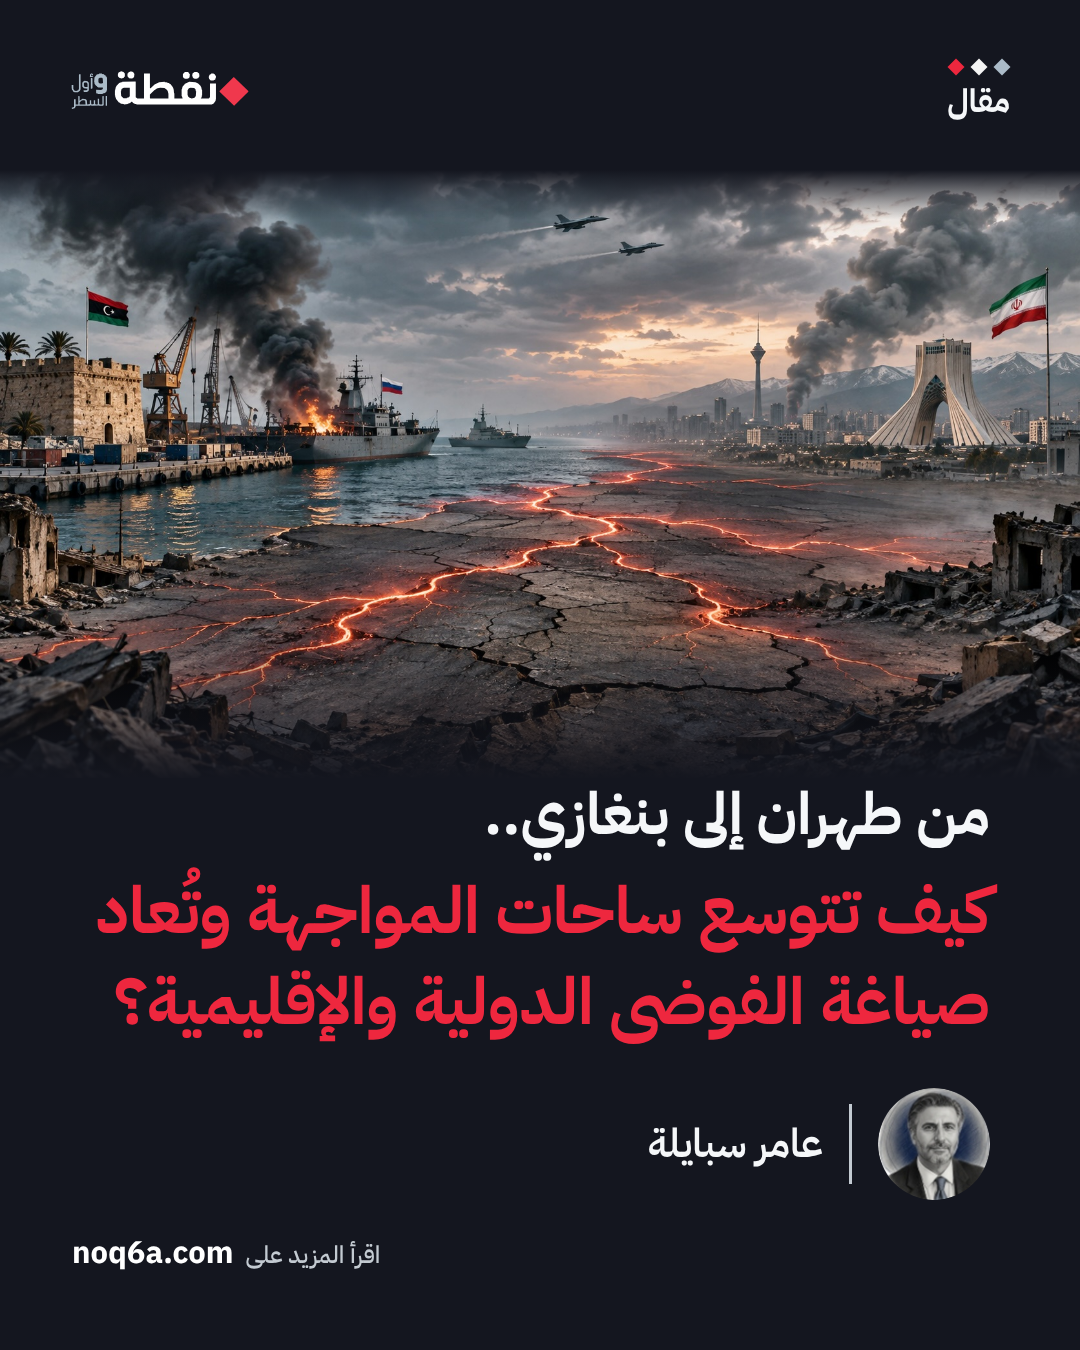 مقال
نقطة
وأول
السطر
من طهران إلى بنغازي..
كيف تتوسع ساحات المواجهة وتُعاد
صياغة الفوضى الدولية والإقليمية؟
عامر سبايلة
اقرأ المزيد على noq6a.com